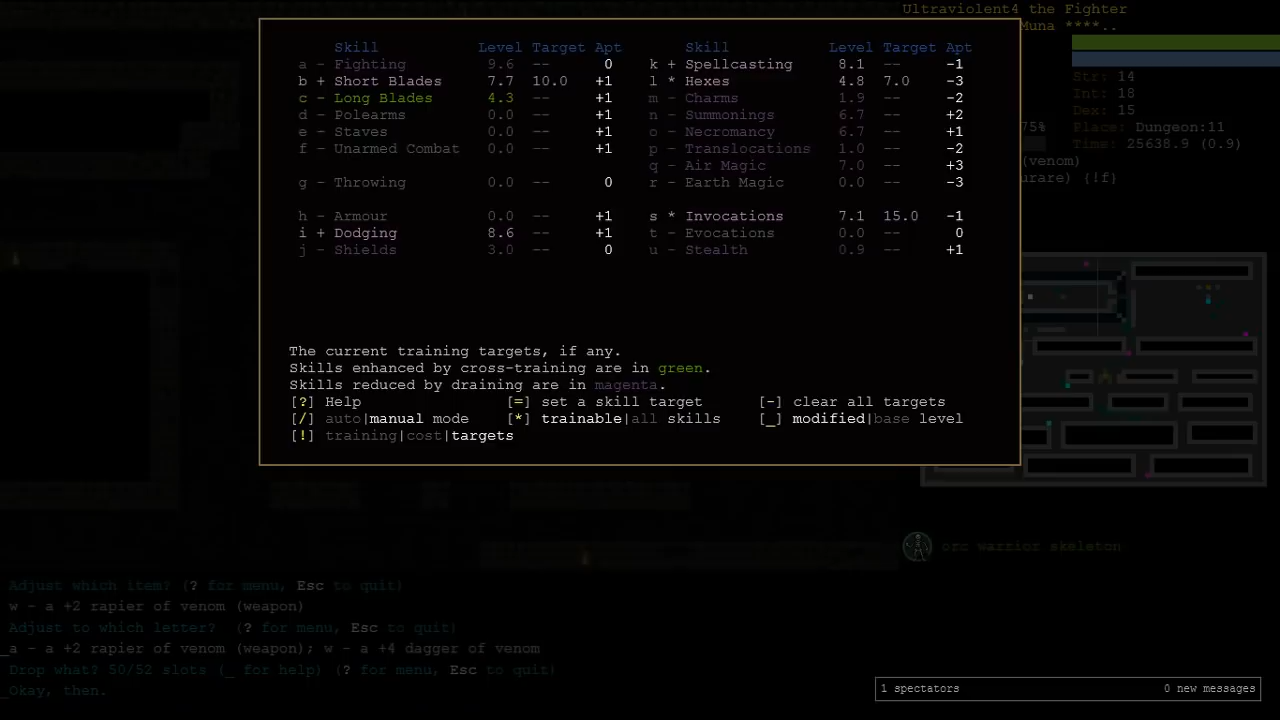 Ultraviolent4 the Fighter
Muna ****..
Skill Level Target Apt Skill Level Target Apt
a - Fighting 9.6 -- 0 k + Spellcasting 8.1 -- -1
b + Short Blades 7.7 10.0 +1 l * Hexes 4.8 7.0 -3
c - Long Blades 4.3 -- +1 m - Charms 1.9 -- -2
d - Polearms 0.0 -- +1 n - Summonings 6.7 -- +2
e - Staves 0.0 -- +1 o - Necromancy 6.7 -- +1
f - Unarmed Combat 0.0 -- +1 p - Translocations 1.0 -- -2
q - Air Magic 7.0 -- +3
g - Throwing 0.0 -- 0 r - Earth Magic 0.0 -- -3
h - Armour 0.0 -- +1 s * Invocations 7.1 15.0 -1
i + Dodging 8.6 -- +1 t - Evocations 0.0 -- 0
j - Shields 3.0 -- 0 u - Stealth 0.9 -- +1
Str: 14
Int: 18
Dex: 15
75% Place: Dungeon:11
Time: 25638.9 (0.9)
(venom)
urare) {!f}
The current training targets, if any.
Skills enhanced by cross-training are in green.
Skills reduced by draining are in magenta.
[?] Help [=] set a skill target [-] clear all targets
[/] auto|manual mode [*] trainable|all skills [_] modified|base level
[!] training|cost|targets
orc warrior skeleton
Adjust which item? (? for menu, Esc to quit)
w - a +2 rapier of venom (weapon)
Adjust to which letter? (? for menu, Esc to quit)
_a - a +2 rapier of venom (weapon); w - a +4 dagger of venom
Drop what? 50/52 slots (_ for help) (? for menu, Esc to quit)
_Okay, then.
1 spectators 0 new messages